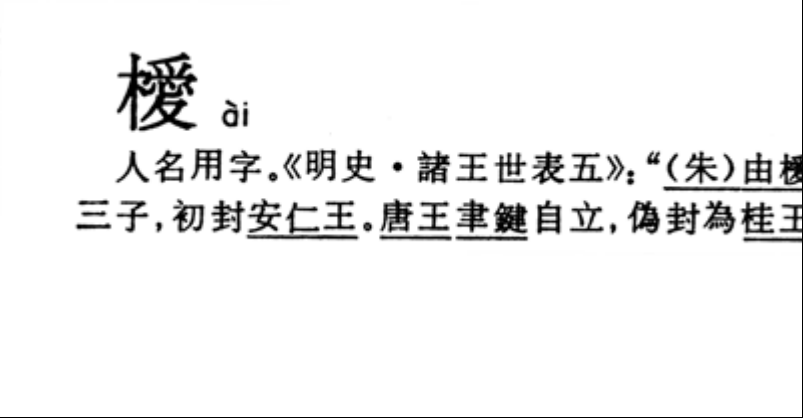 𣜬 ài
人名用字。《明史·諸王世表五》：“（朱）由𣜬
三子，初封安仁王。唐王聿鍵自立，偽封為桂王